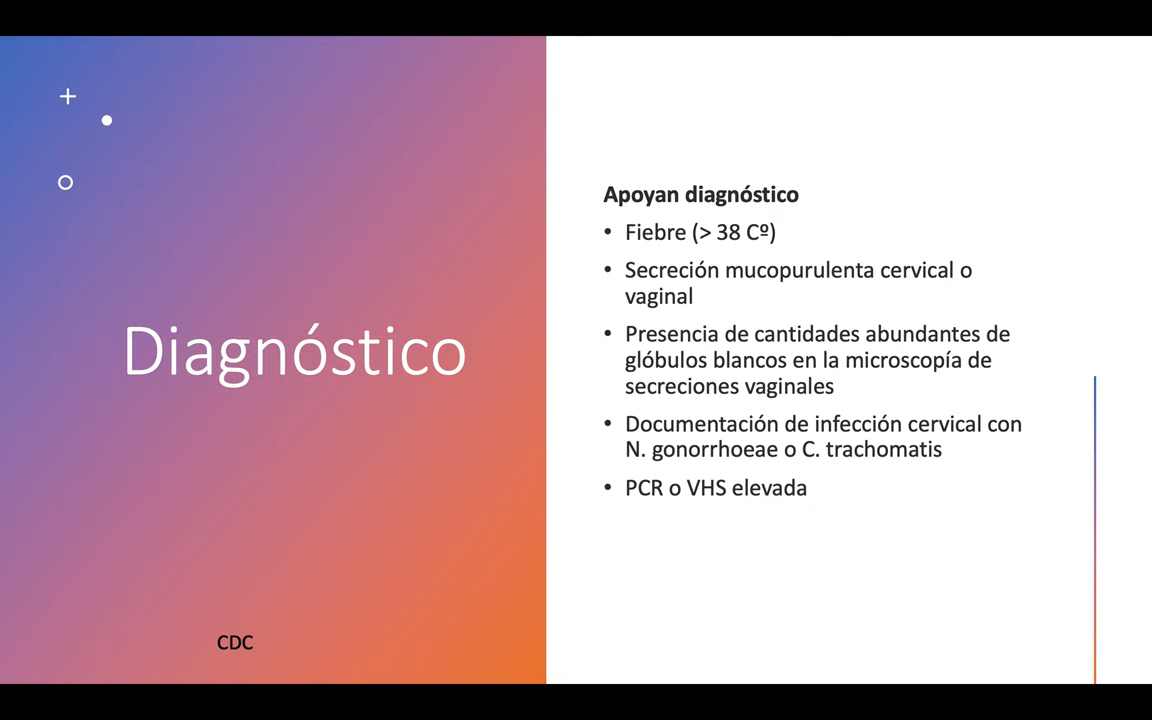 Diagnóstico
CDC
Apoyan diagnóstico
• Fiebre (> 38 Cº)
• Secreción mucopurulenta cervical o
vaginal
• Presencia de cantidades abundantes de
glóbulos blancos en la microscopía de
secreciones vaginales
• Documentación de infección cervical con
N. gonorrhoeae o C. trachomatis
• PCR o VHS elevada